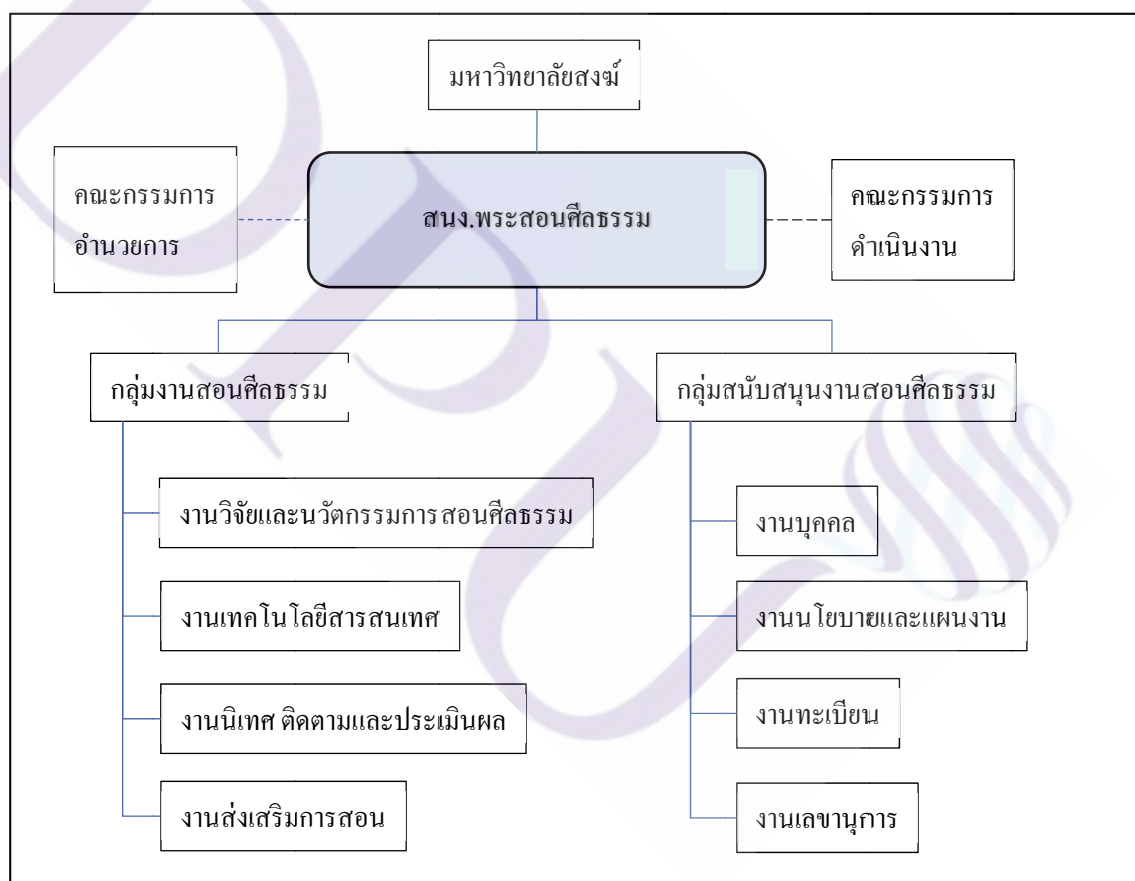 มหาวิทยาลัยสงฆ์
คณะกรรมการ
อำนวยการ
สนง.พระสอนศีลธรรม
คณะกรรมการ
ดำเนินงาน
กลุ่มงานสอนศีลธรรม
กลุ่มสนับสนุนงานสอนศีลธรรม
งานวิจัยและนวัตกรรมการสอนศีลธรรม
งานเทคโนโลยีสารสนเทศ
งานนิเทศ ติดตามและประเมินผล
งานส่งเสริมการสอน
งานบุคคล
งานนโยบายและแผนงาน
งานทะเบียน
งานเลขานุการ
DPU